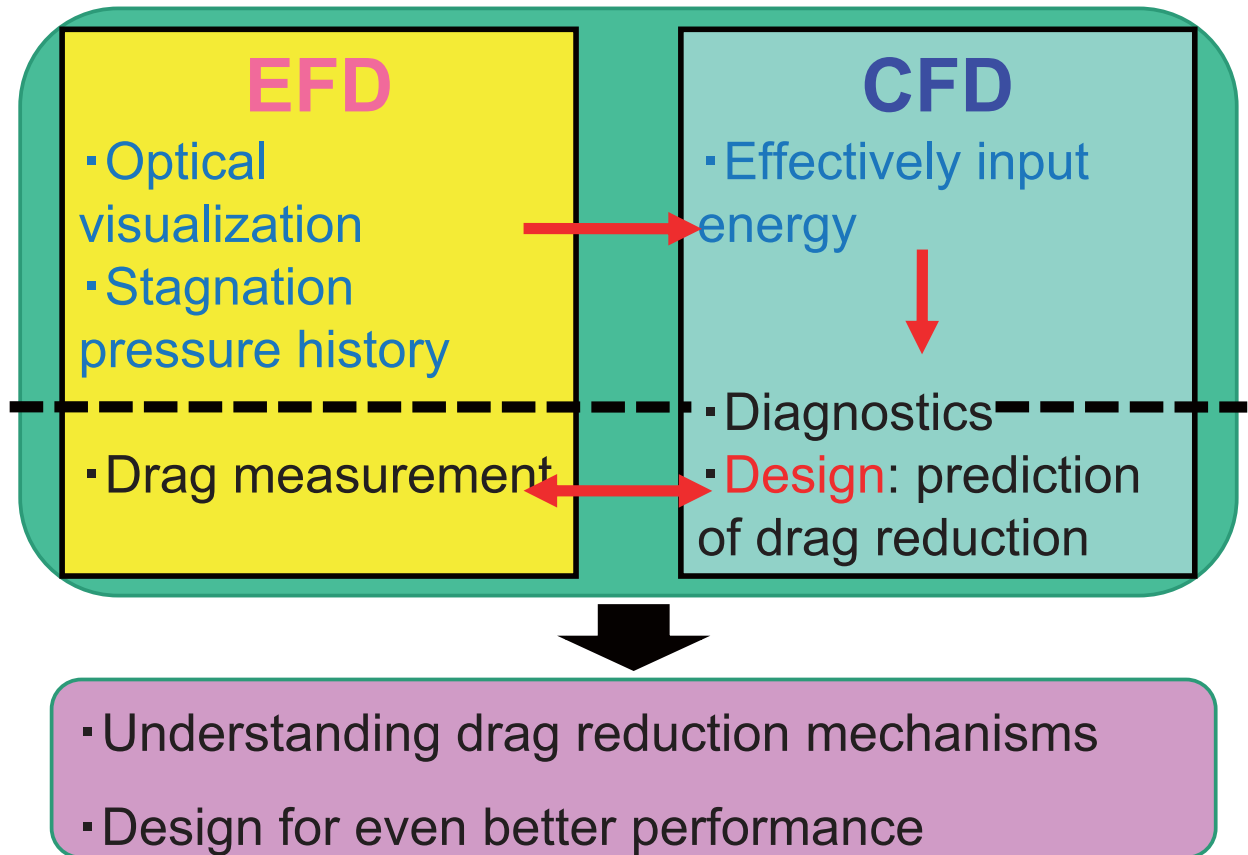 EFD
・Optical
visualization
・Stagnation
pressure history
・Drag measurement
CFD
・Effectively input
energy
・Diagnostics
・Design: prediction
of drag reduction
・Understanding drag reduction mechanisms
・Design for even better performance